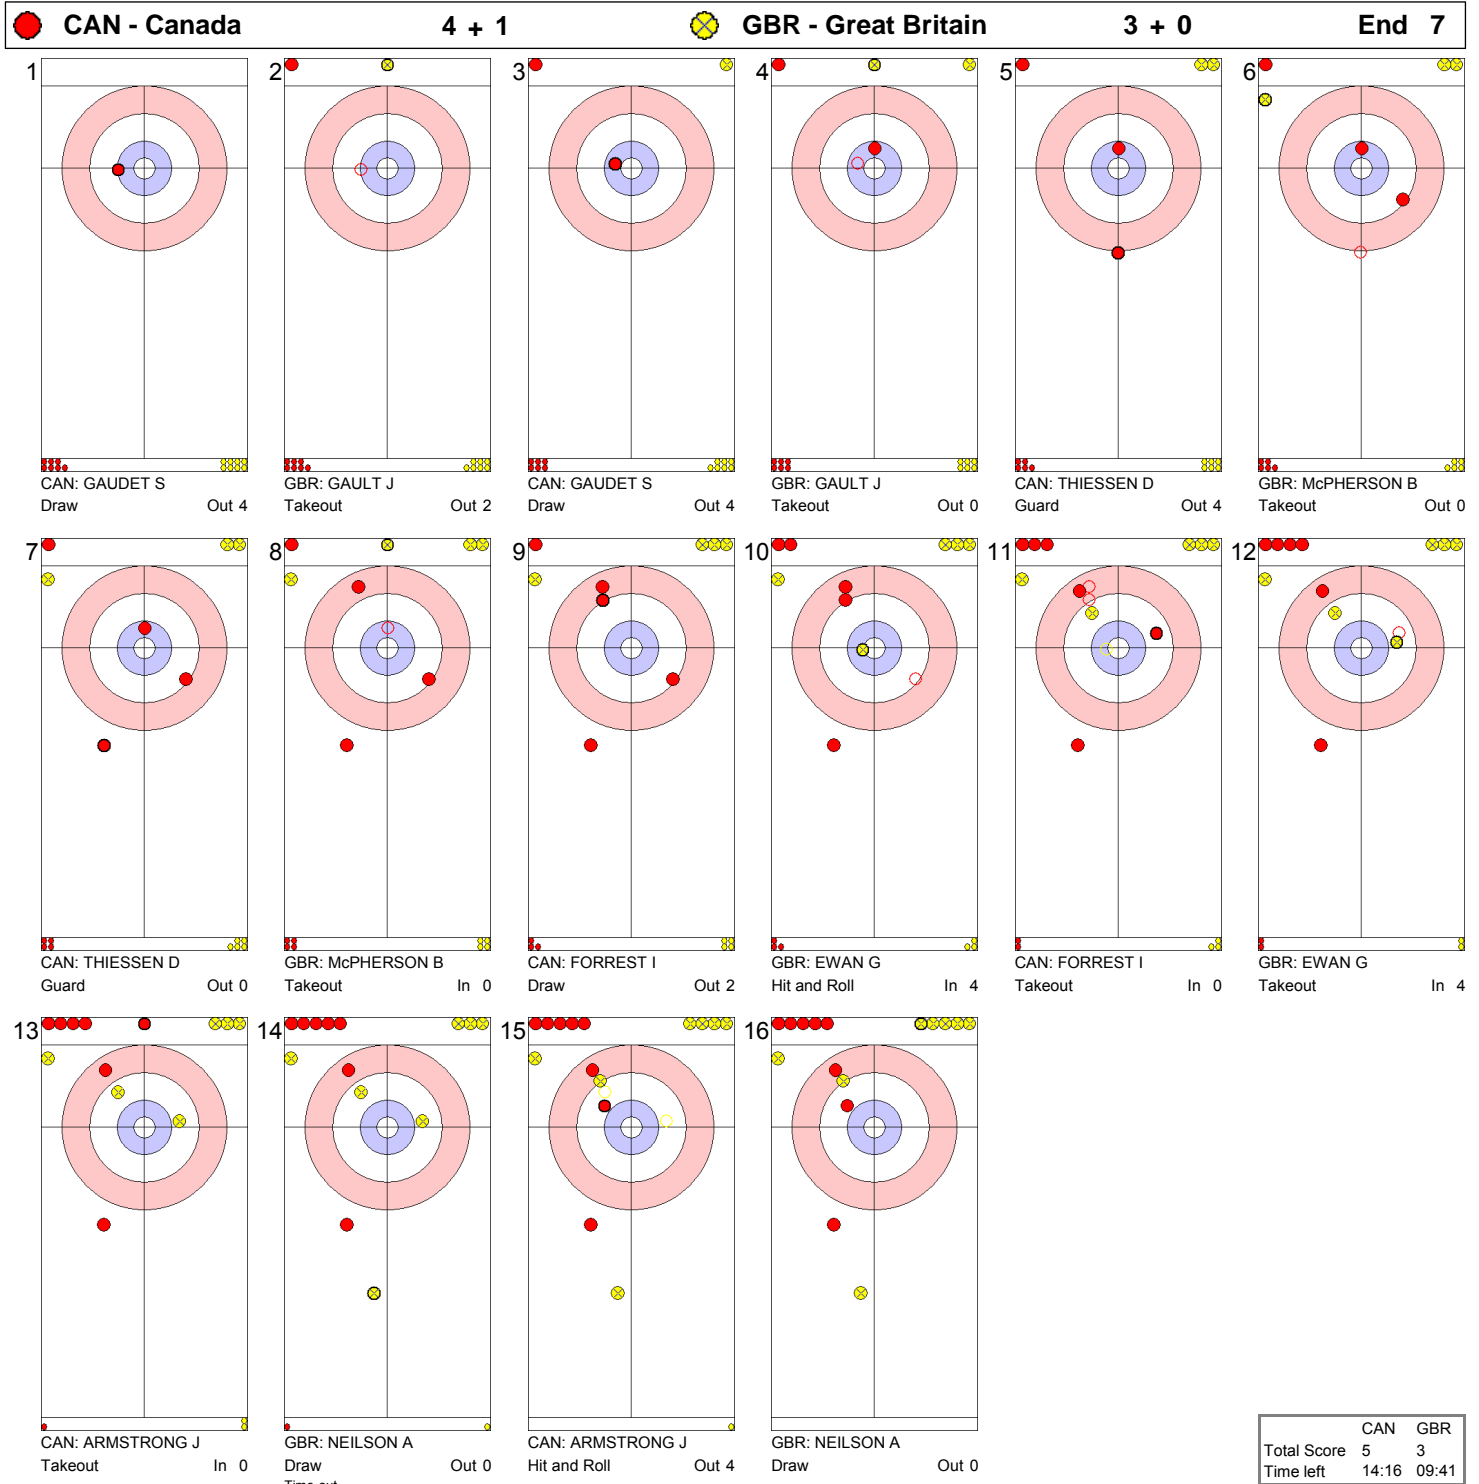 CAN - Canada 4 + 1 GBR - Great Britain 3 + 0 End 7
1 2 3 4 5 6
CAN: GAUDET S GBR: GAULT J CAN: GAUDET S GBR: GAULT J CAN: THIESSEN D GBR: McPHERSON B
Draw Out 4 Takeout Out 2 Draw Out 4 Takeout Out 0 Guard Out 4 Takeout Out 0
7 8 9 10 11 12
CAN: THIESSEN D GBR: McPHERSON B CAN: FORREST I GBR: EWAN G CAN: FORREST I GBR: EWAN G
Guard Out 0 Takeout In 0 Draw Out 2 Hit and Roll In 4 Takeout In 0 Takeout In 4
13 14 15 16
CAN: ARMSTRONG J GBR: NEILSON A CAN: ARMSTRONG J GBR: NEILSON A
Takeout In 0 Draw Out 0 Hit and Roll Out 4 Draw Out 0
Time out
CAN GBR
Total Score 5 3
Time left 14:16 09:41